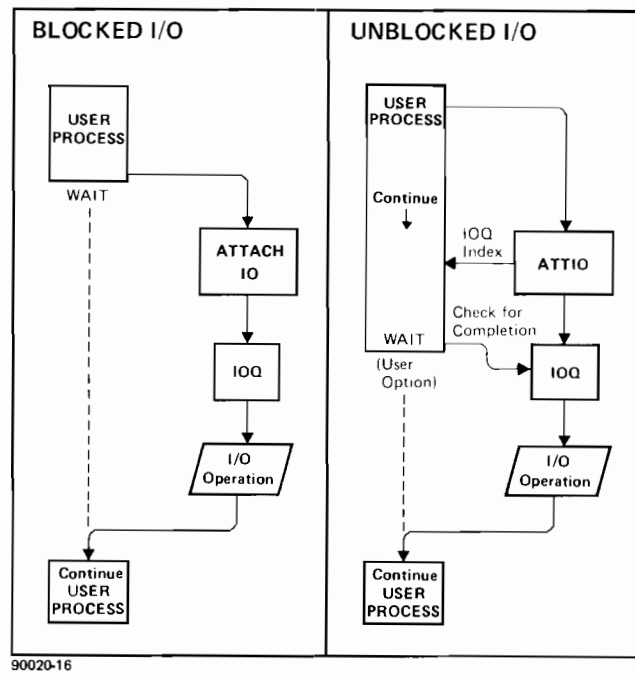 BLOCKED I/O
USER
PROCESS
WAIT
ATTACH
IO
IOQ
I/O
Operation
Continue
USER
PROCESS
UNBLOCKED I/O
USER
PROCESS
Continue
IOQ
Index
ATTIO
Check for
Completion
WAIT
(User
Option)
IOQ
I/O
Operation
Continue
USER
PROCESS
90020-16